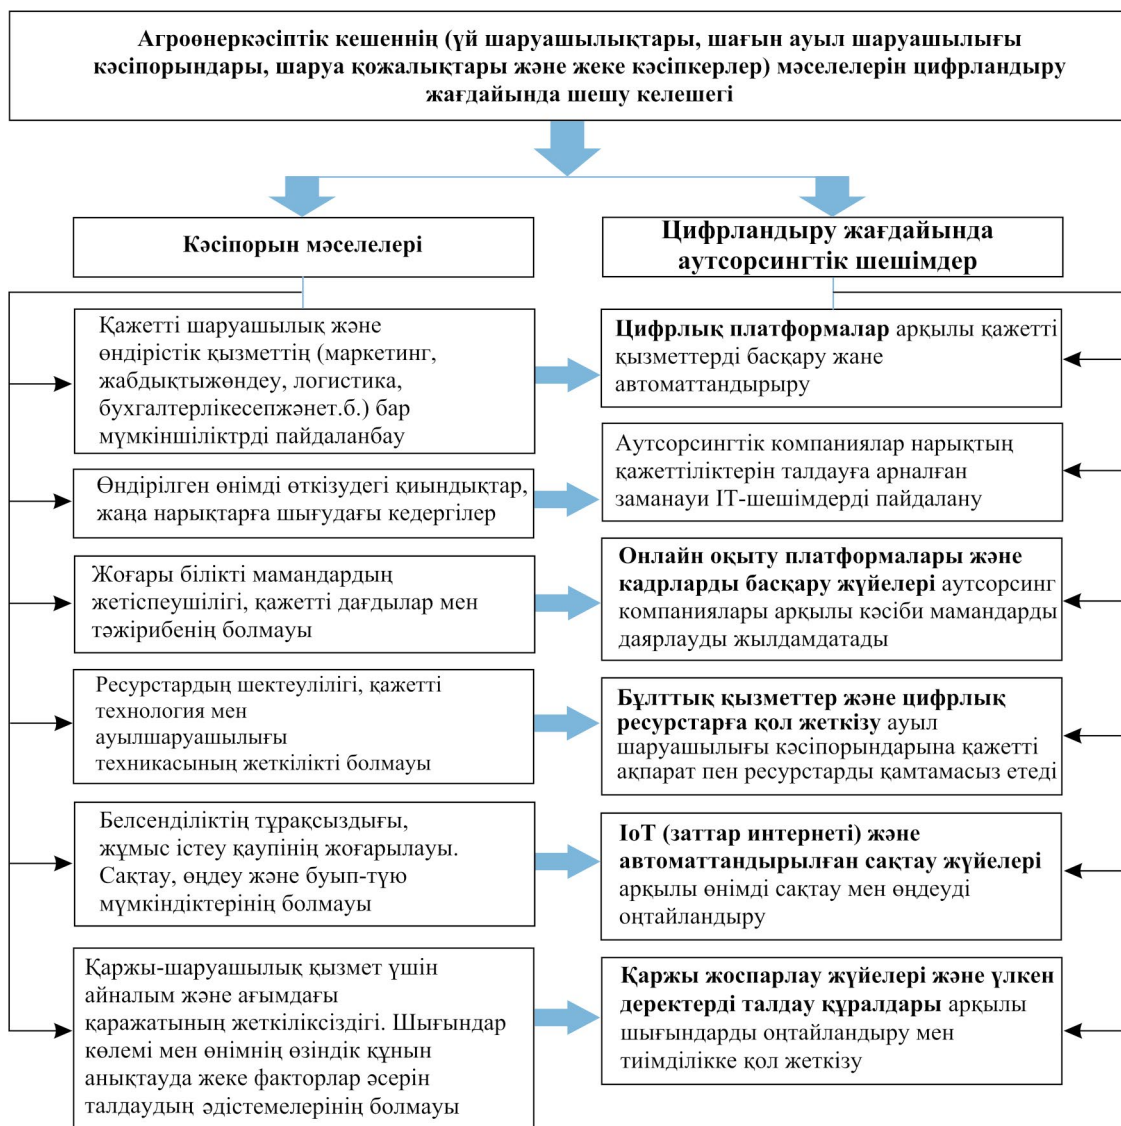 Агроөнеркәсіптік кешеннің (үй шаруашылықтары, шағын ауыл шаруашылығы
кәсіпорындары, шаруа қожалықтары және жеке кәсіпкерлер) мәселелерін цифрландыру
жағдайында шешу келешегі
Кәсіпорын мәселелері
Цифрландыру жағдайында
аутсорсингтік шешімдер
Қажетті шаруашылық және
өндірістік қызметтің (маркетинг,
жабдықтыжөндеу, логистика,
бухгалтерлікесепжәнет.б.) бар
мүмкіншіліктрді пайдаланбау
Цифрлық платформалар арқылы қажетті
қызметтерді басқару жане
автоматтандырыру
Өндірілген өнімді өткізудегі қиындықтар,
жаңа нарықтарға шығудағы кедергілер
Аутсорсингтік компаниялар нарықтың
қажеттіліктерін талдауға арналған
заманауи IT-шешімдерді пайдалану
Жоғары білікті мамандардың
жетіспеушілігі, қажетті дағдылар мен
тәжірибенің болмауы
Онлайн оқыту платформалары және
кадрларды басқару жүйелері аутсорсинг
компаниялары арқылы кәсіби мамандарды
даярлауды жылдамдатады
Ресурстардың шектеулілігі, қажетті
технология мен
ауылшаруашылығы
техникасының жеткілікті болмауы
Бұлттық қызметтер және цифрлық
ресурстарға қол жеткізу ауыл
шаруашылығы кәсіпорындарына қажетті
ақпарат пен ресурстарды қамтамасыз етеді
Белсенділіктің тұрақсыздығы,
жұмыс істеу қаупінің жоғарылауы.
Сақтау, өңдеу және буып-түю
мүмкіндіктерінің болмауы
IoT (заттар интернеті) және
автоматтандырылған сақтау жүйелері
арқылы өнімді сақтау мен өңдеуді
оңтайландыру
Қаржы-шаруашылық қызмет үшін
айналым және ағымдағы
қаражатының жеткіліксіздігі. Шығындар
көлемі мен өнімнің өзіндік құнын
анықтауда жеке факторлар әсерін
талдаудың әдістемелерінің болмауы
Қаржы жоспарлау жүйелері және үлкен
деректерді талдау құралдары арқылы
шығындарды оңтайландыру мен
тиімділікке қол жеткізу